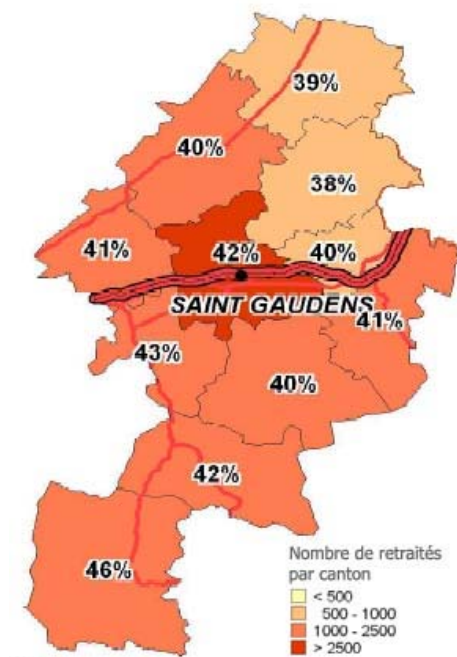 39%
40%
38%
41%
42%
40%
SAINT GAUDENS
41%
43%
40%
42%
46%
Nombre de retraités
par canton
< 500
500 - 1000
1000 - 2500
> 2500